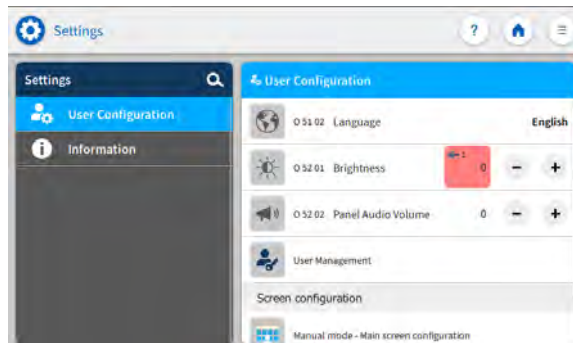 Settings
?
Settings
User Configuration
Information
User Configuration
O 51 02 Language English
O 52 01 Brightness 1 0 - +
O 52 02 Panel Audio Volume 0 - +
User Management
Screen configuration
Manual mode - Main screen configuration